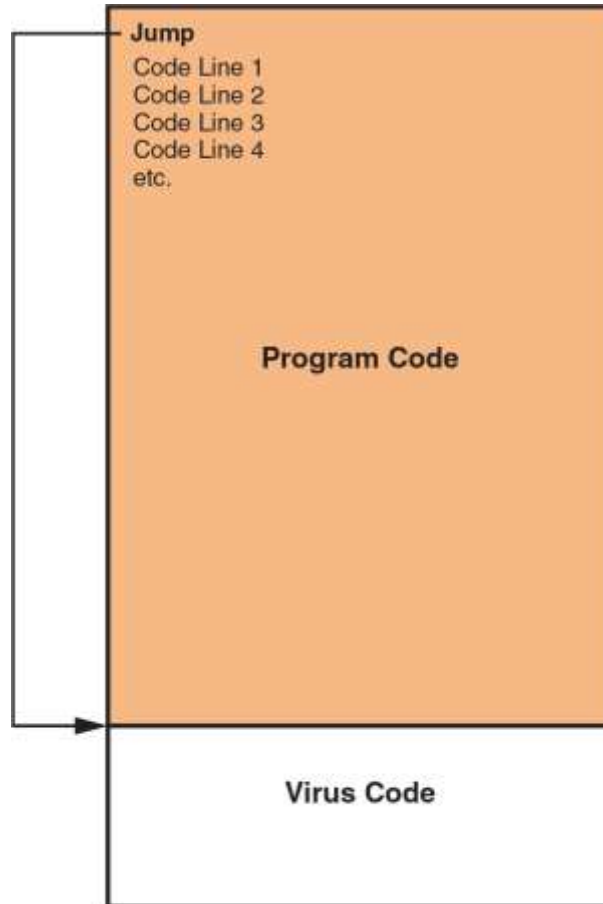 Jump
Code Line 1
Code Line 2
Code Line 3
Code Line 4
etc.
Program Code
Virus Code